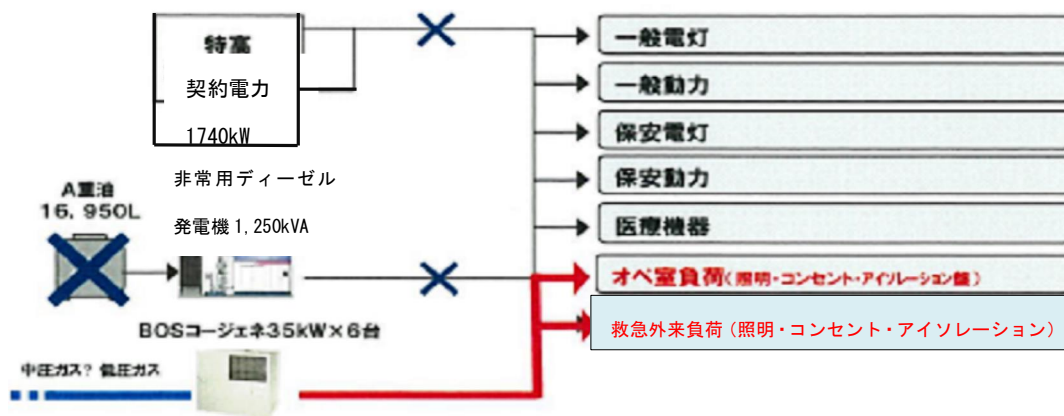 特高
契約電力
1740kW
非常用ディーゼル
発電機1,250kVA
A重油
16,950L
BOSコージェネ35kW×6台
中圧ガス? 低圧ガス
一般電灯
一般動力
保安電灯
保安動力
医療機器
オペ室負荷(照明・コンセント・アイソレーション盤)
救急外来負荷(照明・コンセント・アイソレーション)